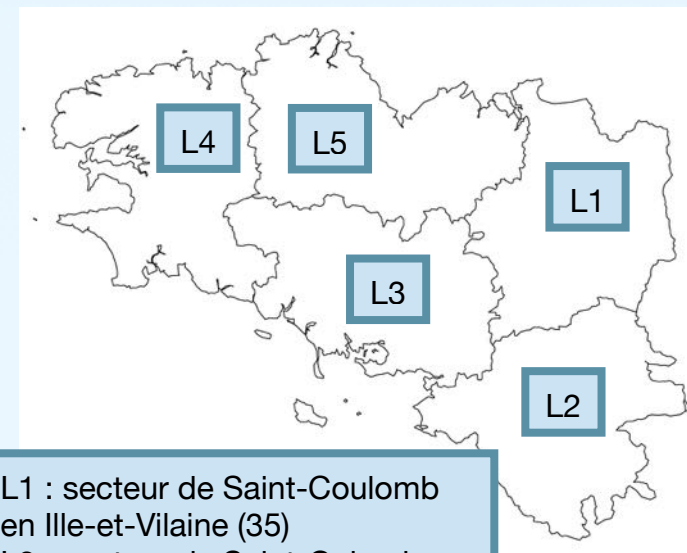 L4
L5
L1
L3
L2
L1 : secteur de Saint-Coulomb
en Ille-et-Vilaine (35)